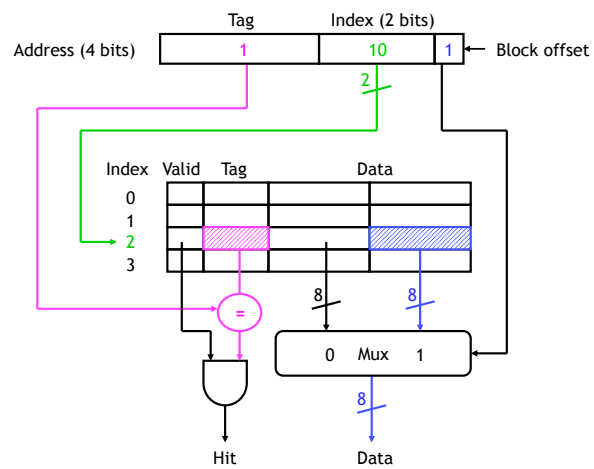 Tag Index (2 bits)
Address (4 bits) 1 10 1 Block offset
2
Index Valid Tag Data
0
1
2
3
8 8
=
0 Mux 1
8
Hit Data